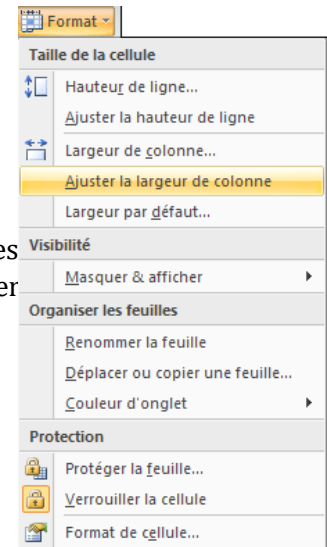 Format
Taille de la cellule
Hauteur de ligne...
Ajuster la hauteur de ligne
Largeur de colonne...
Ajuster la largeur de colonne
Largeur par défaut...
es
Visibilité
er
Masquer & afficher
Organiser les feuilles
Renommer la feuille
Déplacer ou copier une feuille...
Couleur d'onglet
Protection
Protéger la feuille...
Verrouiller la cellule
Format de cellule...